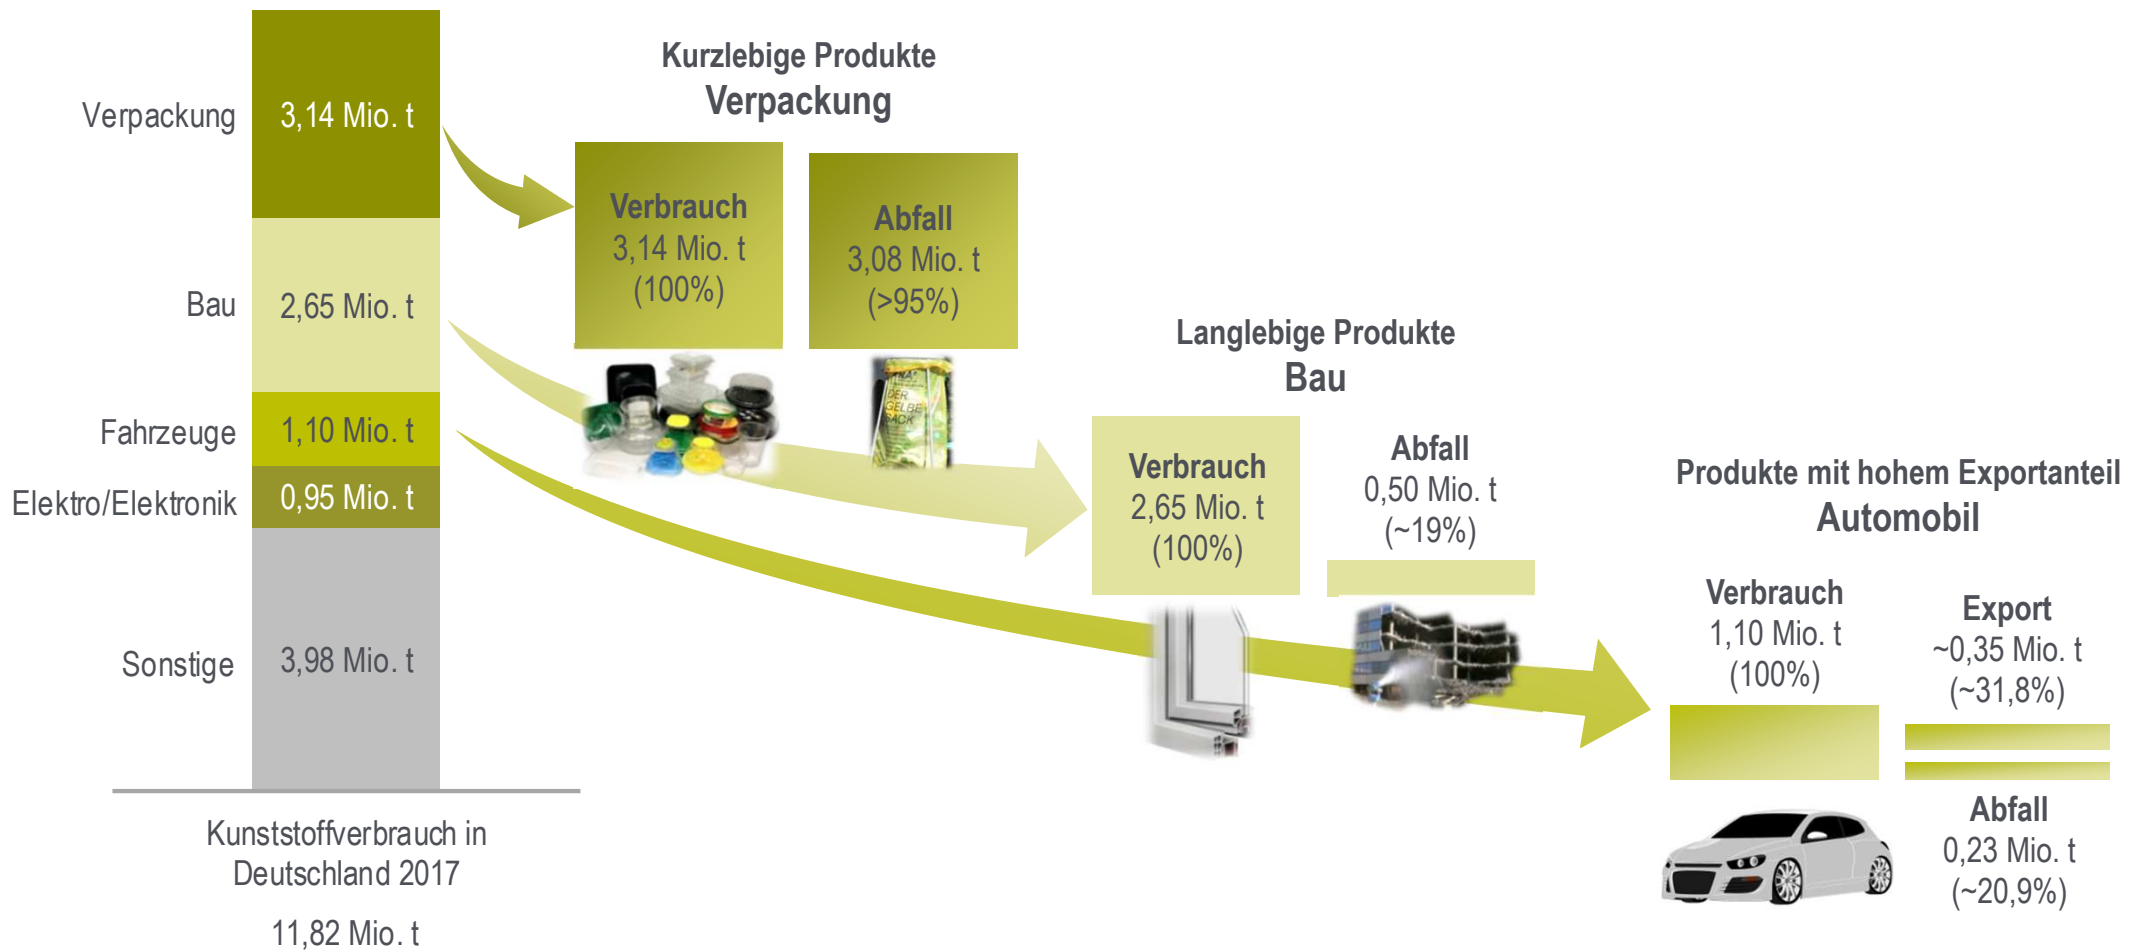 Verpackung
3,14 Mio. t
Bau
2,65 Mio. t
Fahrzeuge
1,10 Mio. t
Elektro/Elektronik
0,95 Mio. t
Sonstige
3,98 Mio. t
Kunststoffverbrauch in
Deutschland 2017
11,82 Mio. t
Kurzlebige Produkte
Verpackung
Verbrauch
3,14 Mio. t
(100%)
Abfall
3,08 Mio. t
(>95%)
DER
GELBE
SACK
Langlebige Produkte
Bau
Verbrauch
2,65 Mio. t
(100%)
Abfall
0,50 Mio. t
(~19%)
Produkte mit hohem Exportanteil
Automobil
Verbrauch
1,10 Mio. t
(100%)
Export
~0,35 Mio. t
(~31,8%)
Abfall
0,23 Mio. t
(~20,9%)